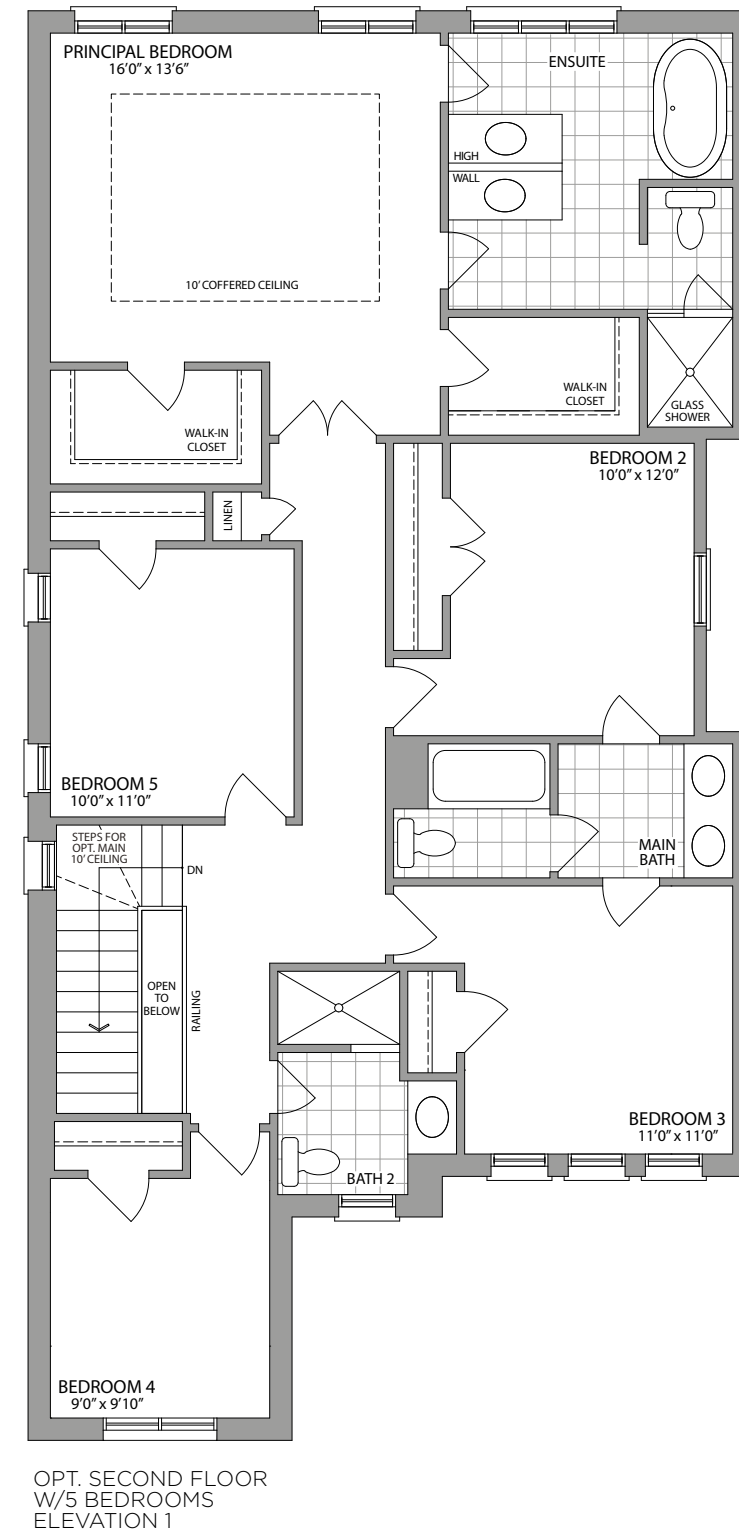 PRINCIPAL BEDROOM
16'0" x 13'6"
ENSUITE
HIGH
WALL
10' COFFERED CEILING
WALK-IN
CLOSET
WALK-IN
CLOSET
GLASS
SHOWER
BEDROOM 2
10'0" x 12'0"
LINEN
BEDROOM 5
10'0" x 11'0"
STEPS FOR
OPT. MAIN
10' CEILING
DN
MAIN
BATH
OPEN
TO
BELOW
RAILING
BEDROOM 3
11'0" x 11'0"
BATH 2
BEDROOM 4
9'0" x 9'10"
OPT. SECOND FLOOR
W/5 BEDROOMS
ELEVATION 1